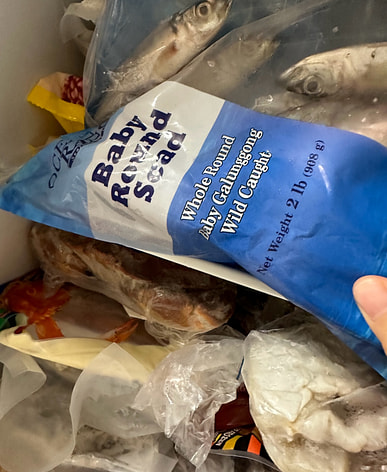 Baby
Round
Scad
Whole Round
Baby Galunggong
Wild Caught
Net Weight 2 lb (908 g)